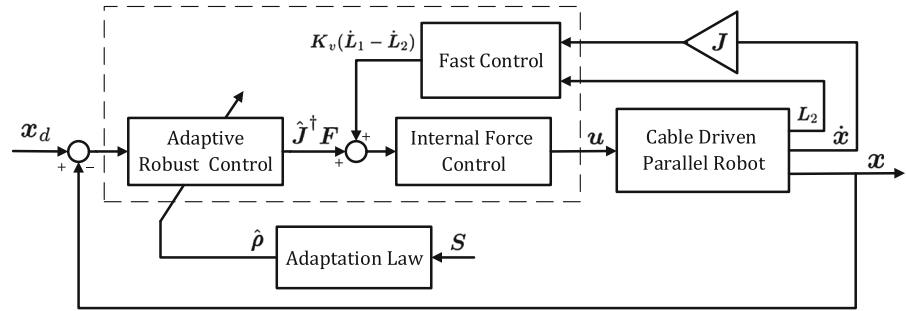 K_v(L̇_1 − L̇_2)
Fast Control
J
L_2
ẋ
x_d
+
−
Adaptive
Robust Control
Ĵ^†F
+
+
Internal Force
Control
u
Cable Driven
Parallel Robot
x
ρ̂
Adaptation Law
S